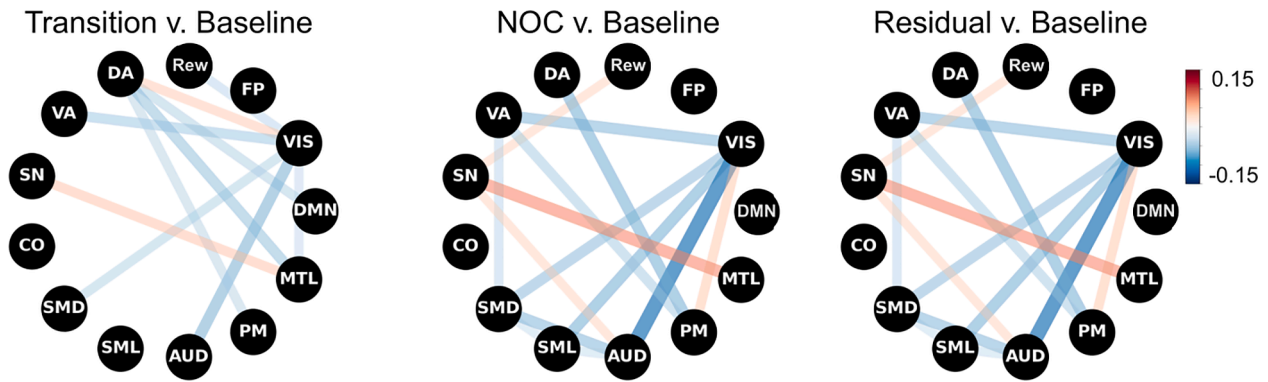 Transition v. Baseline
DA
Rew
FP
VA
VIS
SN
DMN
CO
MTL
SMD
PM
SML
AUD
NOC v. Baseline
DA
Rew
FP
VA
VIS
SN
DMN
CO
MTL
SMD
PM
SML
AUD
Residual v. Baseline
DA
Rew
FP
VA
VIS
SN
DMN
CO
MTL
SMD
PM
SML
AUD
0.15
-0.15